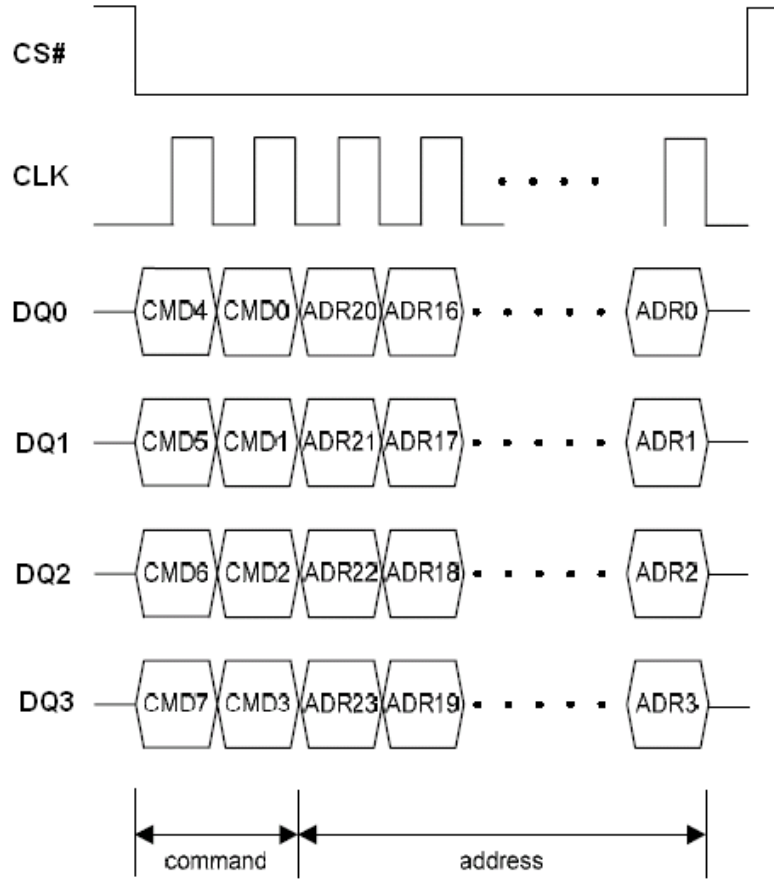 CS#
CLK
DQ0 CMD4 CMD0 ADR20 ADR16 ADR0
DQ1 CMD5 CMD1 ADR21 ADR17 ADR1
DQ2 CMD6 CMD2 ADR22 ADR18 ADR2
DQ3 CMD7 CMD3 ADR23 ADR19 ADR3
command address